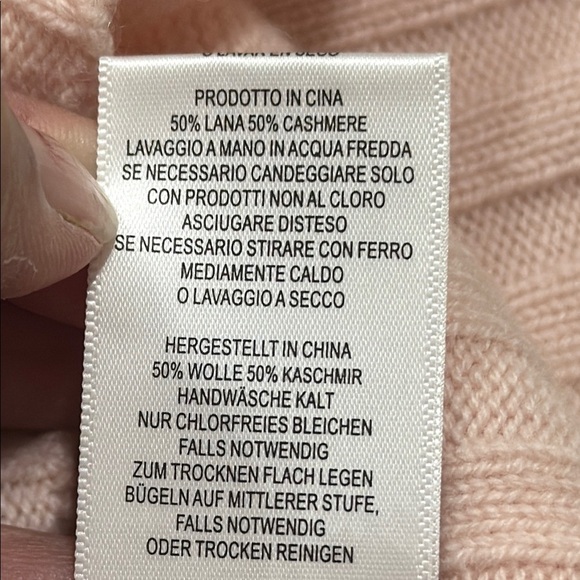 O LAVAR EN SECO
PRODOTTO IN CINA
50% LANA 50% CASHMERE
LAVAGGIO A MANO IN ACQUA FREDDA
SE NECESSARIO CANDEGGIARE SOLO
CON PRODOTTI NON AL CLORO
ASCIUGARE DISTESO
SE NECESSARIO STIRARE CON FERRO
MEDIAMENTE CALDO
O LAVAGGIO A SECCO
HERGESTELLT IN CHINA
50% WOLLE 50% KASCHMIR
HANDWÄSCHE KALT
NUR CHLORFREIES BLEICHEN
FALLS NOTWENDIG
ZUM TROCKNEN FLACH LEGEN
BÜGELN AUF MITTLERER STUFE,
FALLS NOTWENDIG
ODER TROCKEN REINIGEN